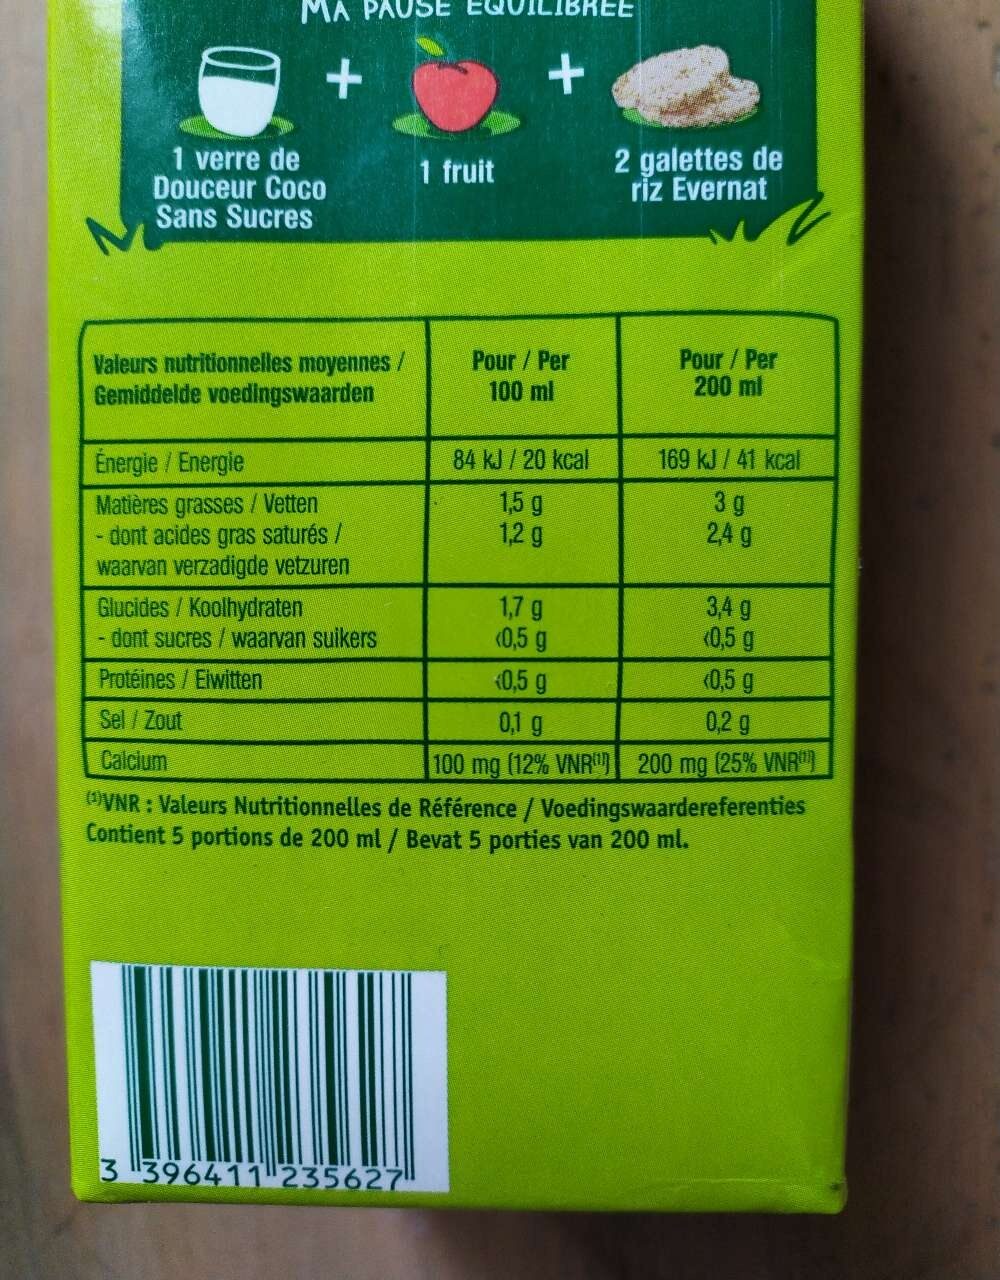 MA PAUSE ÉQUILIBRÉE
+ +
1 verre de
Douceur Coco
Sans Sucres
1 fruit
2 galettes de
riz Evernat
Valeurs nutritionnelles moyennes /
Gemiddelde voedingswaarden
Pour / Per
100 ml
Pour / Per
200 ml
Énergie / Energie 84 kJ / 20 kcal 169 kJ / 41 kcal
Matières grasses / Vetten 1,5 g 3 g
- dont acides gras saturés / 1,2 g 2,4 g
waarvan verzadigde vetzuren
Glucides / Koolhydraten 1,7 g 3,4 g
- dont sucres / waarvan suikers <0,5 g <0,5 g
Protéines / Eiwitten <0,5 g <0,5 g
Sel / Zout 0,1 g 0,2 g
Calcium 100 mg (12% VNR(1)) 200 mg (25% VNR(1))
(1)VNR : Valeurs Nutritionnelles de Référence / Voedingswaardereferenties
Contient 5 portions de 200 ml / Bevat 5 porties van 200 ml.
3 396411 235627